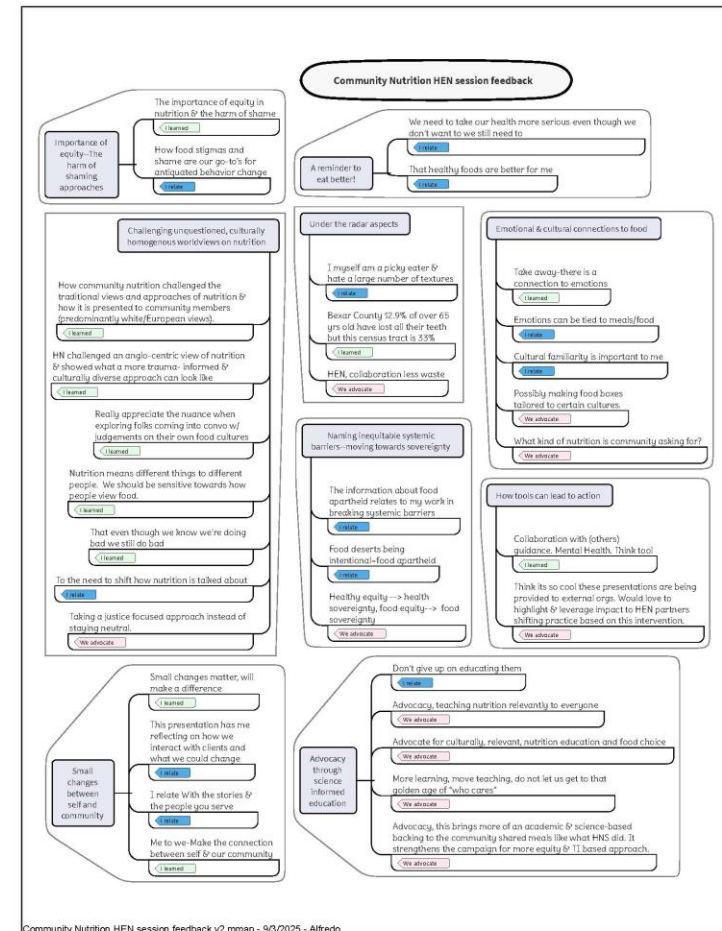 Community Nutrition HEN session feedback
Importance of
equity--The
harm of
shaming
approaches
The importance of equity in
nutrition & the harm of shame
I learned
How food stigmas and
shame are our go-to's for
antiquated behavior change
I relate
A reminder to
eat better!
We need to take our health more serious even though we
don't want to we still need to
I relate
That healthy foods are better for me
I relate
Challenging unquestioned, culturally
homogenous worldviews on nutrition
How community nutrition challenged the
traditional views and approaches of nutrition &
how it is presented to community members
(predominantly white/European views).
I learned
HN challenged an anglo-centric view of nutrition
& showed what a more trauma- informed &
culturally diverse approach can look like
I learned
Really appreciate the nuance when
exploring folks coming into convo w/
judgements on their own food cultures
I learned
Nutrition means different things to different
people. We should be sensitive towards how
people view food.
I learned
That even though we know we're doing
bad we still do bad
I learned
To the need to shift how nutrition is talked about
I relate
Taking a justice focused approach instead of
staying neutral.
We advocate
Under the radar aspects
I myself am a picky eater &
hate a large number of textures
I relate
Bexar County 12.9% of over 65
yrs old have lost all their teeth
but this census tract is 33%
I learned
HEN, collaboration less waste
We advocate
Emotional & cultural connections to food
Take away-there is a
connection to emotions
I learned
Emotions can be tied to meals/food
I relate
Cultural familiarity is important to me
I relate
Possibly making food boxes
tailored to certain cultures.
We advocate
What kind of nutrition is community asking for?
We advocate
Naming inequitable systemic
barriers--moving towards sovereignty
The information about food
apartheid relates to my work in
breaking systemic barriers
I relate
Food deserts being
intentional-food apartheid
I relate
Healthy equity --> health
sovereignty, food equity--> food
sovereignty
We advocate
How tools can lead to action
Collaboration with (others)
guidance. Mental Health. Think tool
I learned
Think its so cool these presentations are being
provided to external orgs. Would love to
highlight & leverage impact to HEN partners
shifting practice based on this intervention.
We advocate
Small
changes
between
self and
community
Small changes matter, will
make a difference
I learned
This presentation has me
reflecting on how we
interact with clients and
what we could change
I relate
I relate With the stories &
the people you serve
I relate
Me to we-Make the connection
between self & our community
I learned
Advocacy
through
science
informed
education
Don't give up on educating them
I relate
Advocacy, teaching nutrition relevantly to everyone
We advocate
Advocate for culturally, relevant, nutrition education and food choice
We advocate
More learning, move teaching, do not let us get to that
golden age of "who cares"
We advocate
Advocacy, this brings more of an academic & science-based
backing to the community shared meals like what HNS did. It
strengthens the campaign for more equity & TI based approach.
We advocate
Community Nutrition HEN session feedback v2.mmap - 9/3/2025 - Alfredo